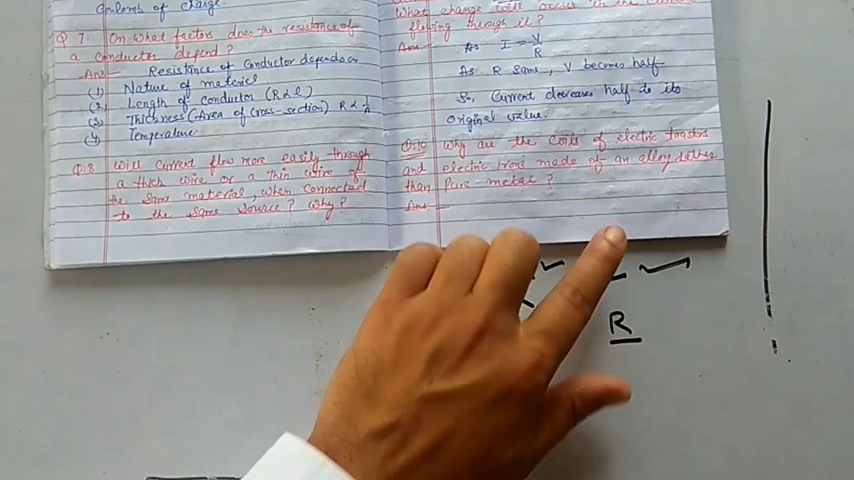 Coulomb of charge.
Q 7. On what factors does the resistance of
a conductor depend?
Ans:- Resistance of conductor depends on
(1) Nature of material
(2) Length of conductor (R α l)
(3) Thickness (Area of cross-section) R α 1/A
(4) Temperature
Q.8 Will current flow more easily through
a thick wire or a thin wire of
the same material, when connected
to the same source? Why?
What change will occur in the current
flowing through it?
Ans:- As I = V/R
As R same, V becomes half
So, Current decreases half to its
original value.
Q.10 Why are the coils of electric toasters
and electric irons made of an alloy rather
than Pure metal?
Ans:-
R